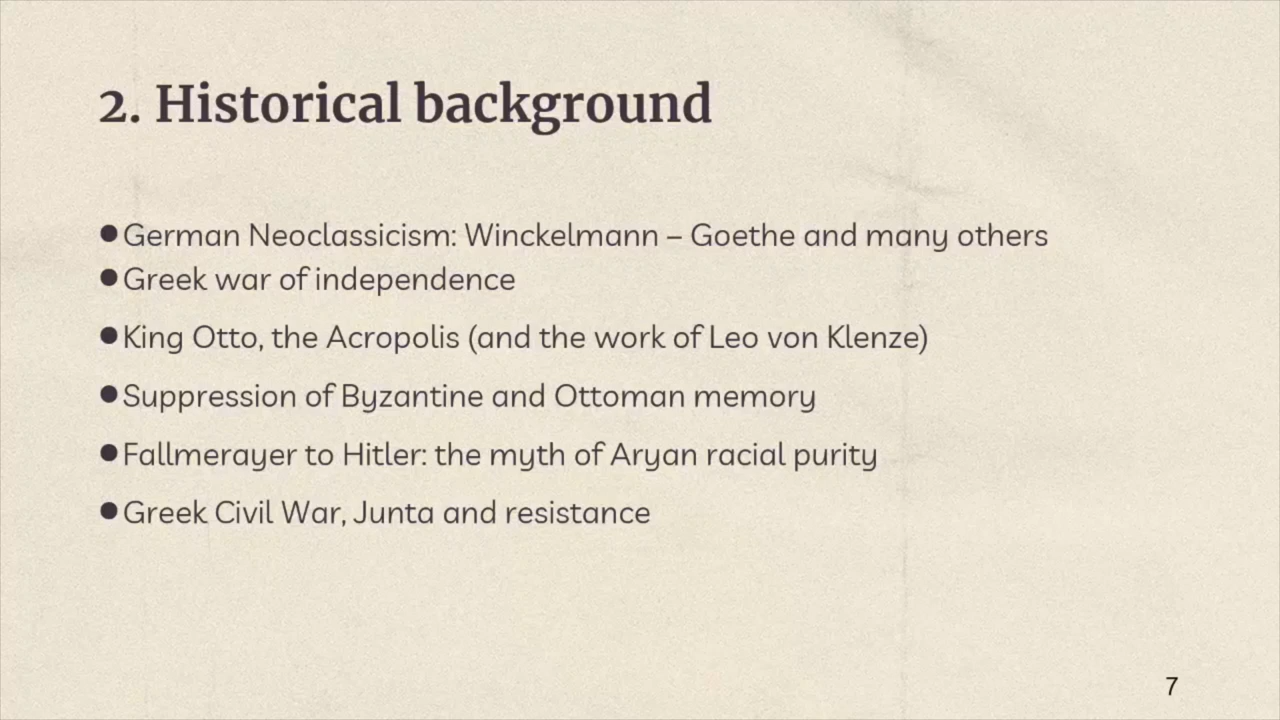 2. Historical background
● German Neoclassicism: Winckelmann – Goethe and many others
● Greek war of independence
● King Otto, the Acropolis (and the work of Leo von Klenze)
● Suppression of Byzantine and Ottoman memory
● Fallmerayer to Hitler: the myth of Aryan racial purity
● Greek Civil War, Junta and resistance
7